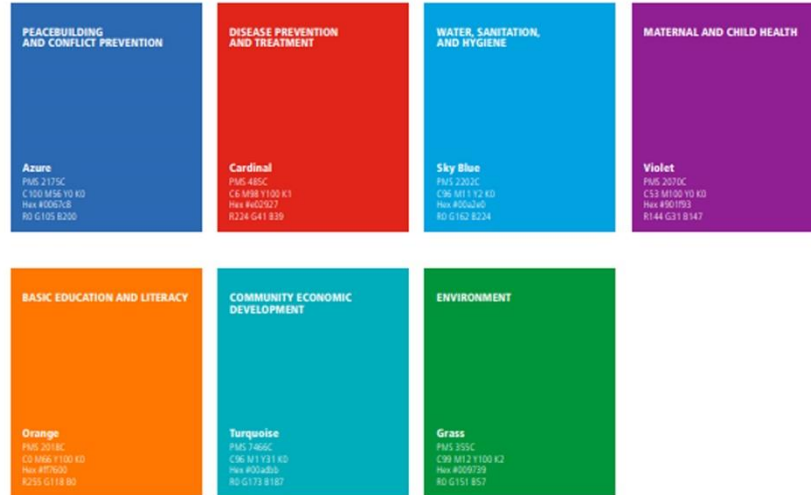 PEACEBUILDING
AND CONFLICT PREVENTION
Azure
PMS 2175C
C100 M56 Y0 K0
Hex #0067c8
R0 G105 B200
DISEASE PREVENTION
AND TREATMENT
Cardinal
PMS 485C
C6 M98 Y100 K1
Hex #e02927
R224 G41 B39
WATER, SANITATION,
AND HYGIENE
Sky Blue
PMS 2202C
C96 M11 Y2 K0
Hex #00a2e0
R0 G162 B224
MATERNAL AND CHILD HEALTH
Violet
PMS 2070C
C53 M100 Y0 K0
Hex #901f93
R144 G31 B147
BASIC EDUCATION AND LITERACY
Orange
PMS 2018C
C0 M66 Y100 K0
Hex #ff7600
R255 G118 B0
COMMUNITY ECONOMIC
DEVELOPMENT
Turquoise
PMS 7466C
C96 M1 Y31 K0
Hex #00adbb
R0 G173 B187
ENVIRONMENT
Grass
PMS 355C
C99 M12 Y100 K2
Hex #009739
R0 G151 B57